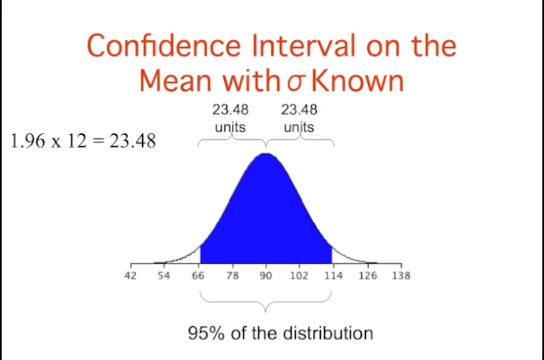 Confidence Interval on the
Mean with σ Known
23.48 23.48
units units
1.96 x 12 = 23.48
42 54 66 78 90 102 114 126 138
95% of the distribution